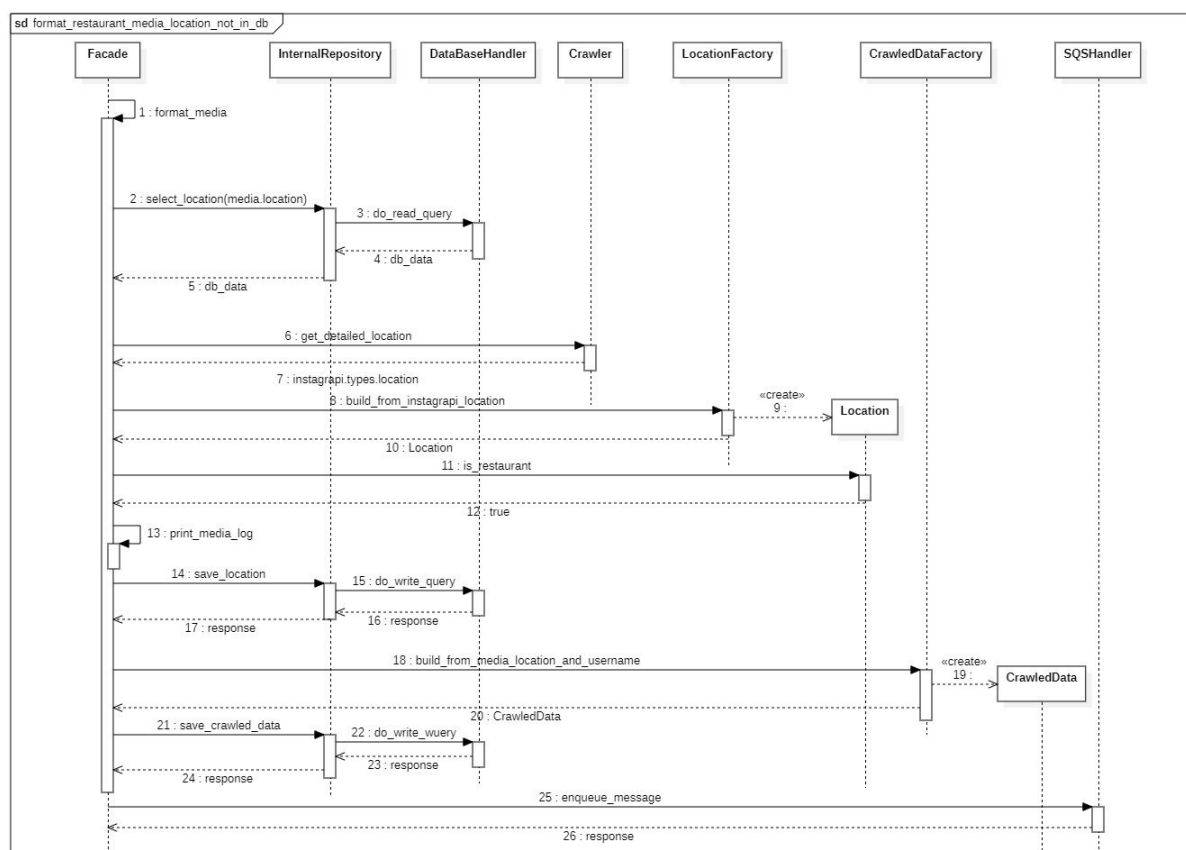 sd format_restaurant_media_location_not_in_db
Facade
InternalRepository
DataBaseHandler
Crawler
LocationFactory
CrawledDataFactory
SQSHandler
1 : format_media
2 : select_location(media.location)
3 : do_read_query
4 : db_data
5 : db_data
6 : get_detailed_location
7 : instagrapi.types.location
8 : build_from_instagrapi_location
«create»
9 :
Location
10 : Location
11 : is_restaurant
12 : true
13 : print_media_log
14 : save_location
15 : do_write_query
16 : response
17 : response
18 : build_from_media_location_and_username
«create»
19 :
CrawledData
20 : CrawledData
21 : save_crawled_data
22 : do_write_wuery
23 : response
24 : response
25 : enqueue_message
26 : response